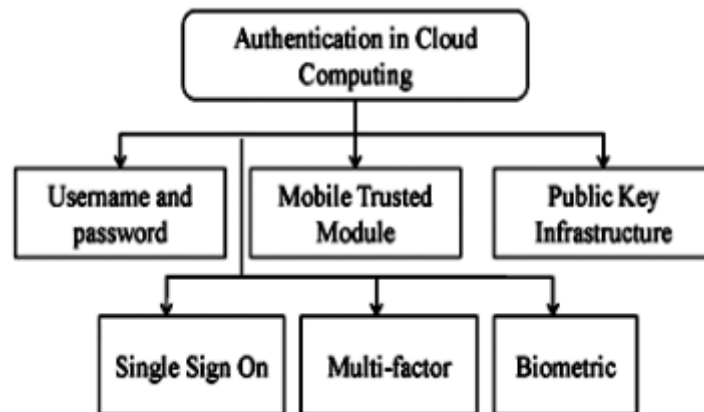 Authentication in Cloud
Computing
Username and
password
Mobile Trusted
Module
Public Key
Infrastructure
Single Sign On
Multi-factor
Biometric